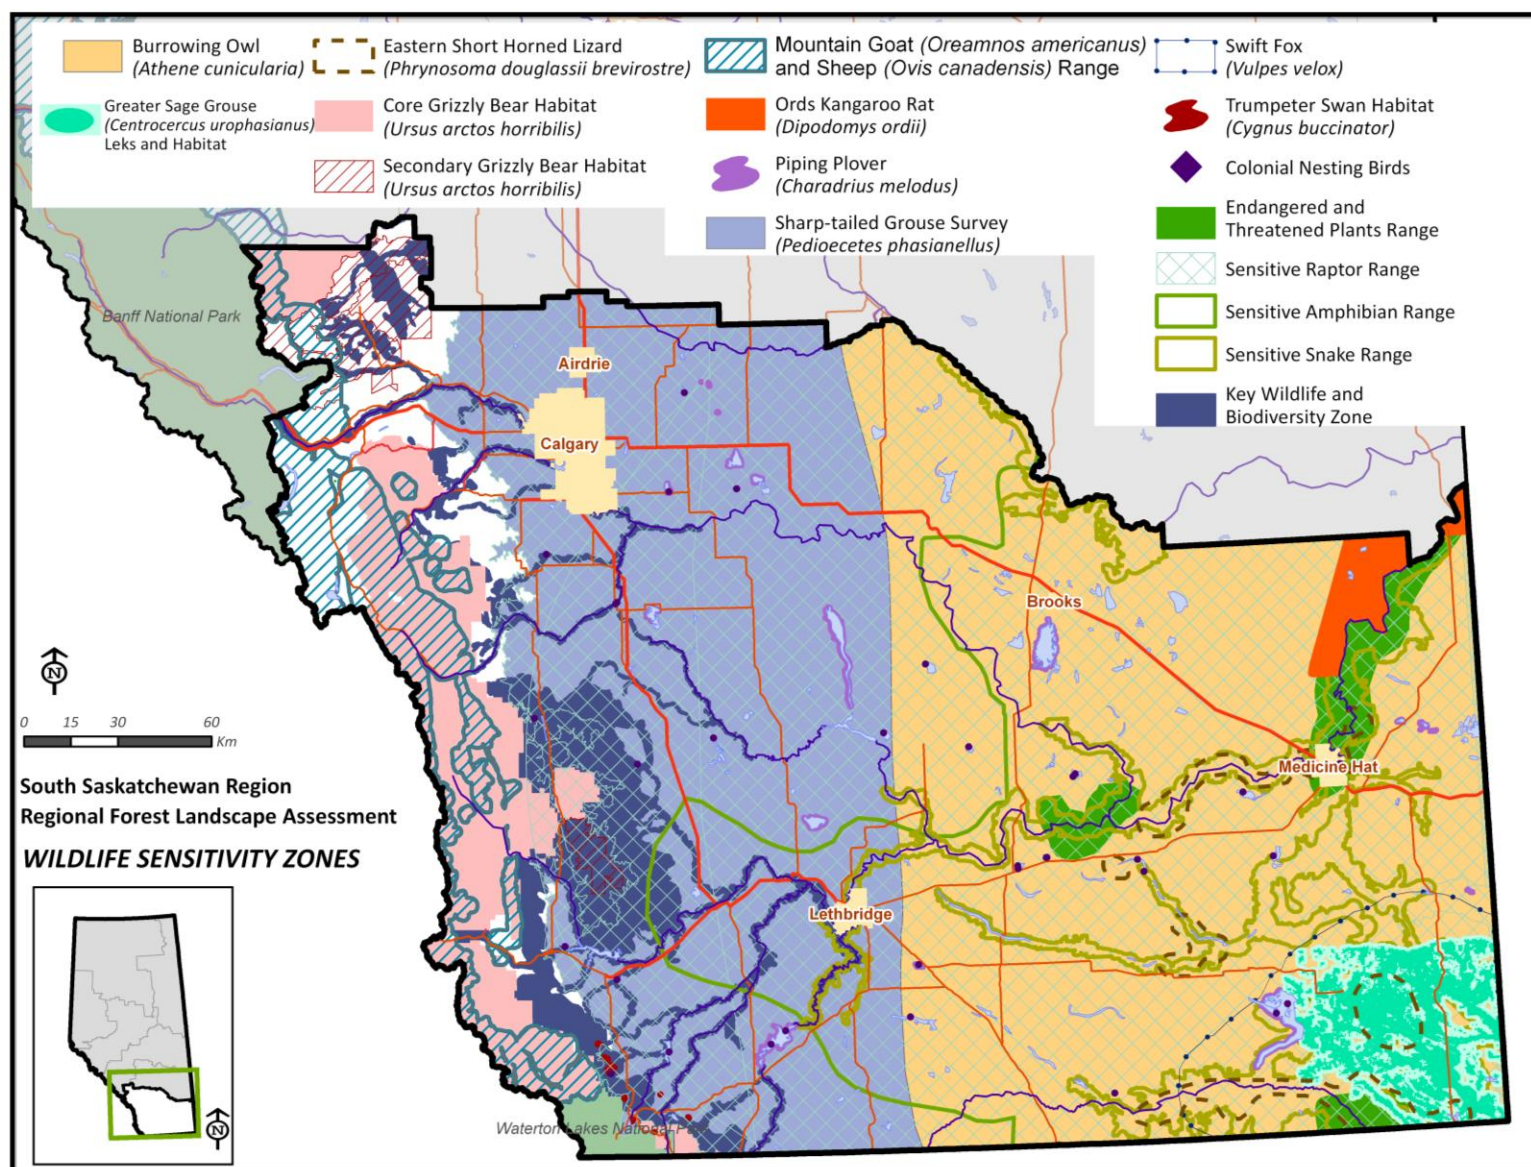 Burrowing Owl
(Athene cunicularia)
Greater Sage Grouse
(Centrocercus urophasianus)
Leks and Habitat
Eastern Short Horned Lizard
(Phrynosoma douglassii brevirostre)
Core Grizzly Bear Habitat
(Ursus arctos horribilis)
Secondary Grizzly Bear Habitat
(Ursus arctos horribilis)
Mountain Goat (Oreamnos americanus)
and Sheep (Ovis canadensis) Range
Ords Kangaroo Rat
(Dipodomys ordii)
Piping Plover
(Charadrius melodus)
Sharp-tailed Grouse Survey
(Pedioecetes phasianellus)
Swift Fox
(Vulpes velox)
Trumpeter Swan Habitat
(Cygnus buccinator)
Colonial Nesting Birds
Endangered and
Threatened Plants Range
Sensitive Raptor Range
Sensitive Amphibian Range
Sensitive Snake Range
Key Wildlife and
Biodiversity Zone
Banff National Park
Airdrie
Calgary
Brooks
Medicine Hat
Lethbridge
Waterton Lakes National Park
N
0 15 30 60
Km
South Saskatchewan Region
Regional Forest Landscape Assessment
WILDLIFE SENSITIVITY ZONES
N